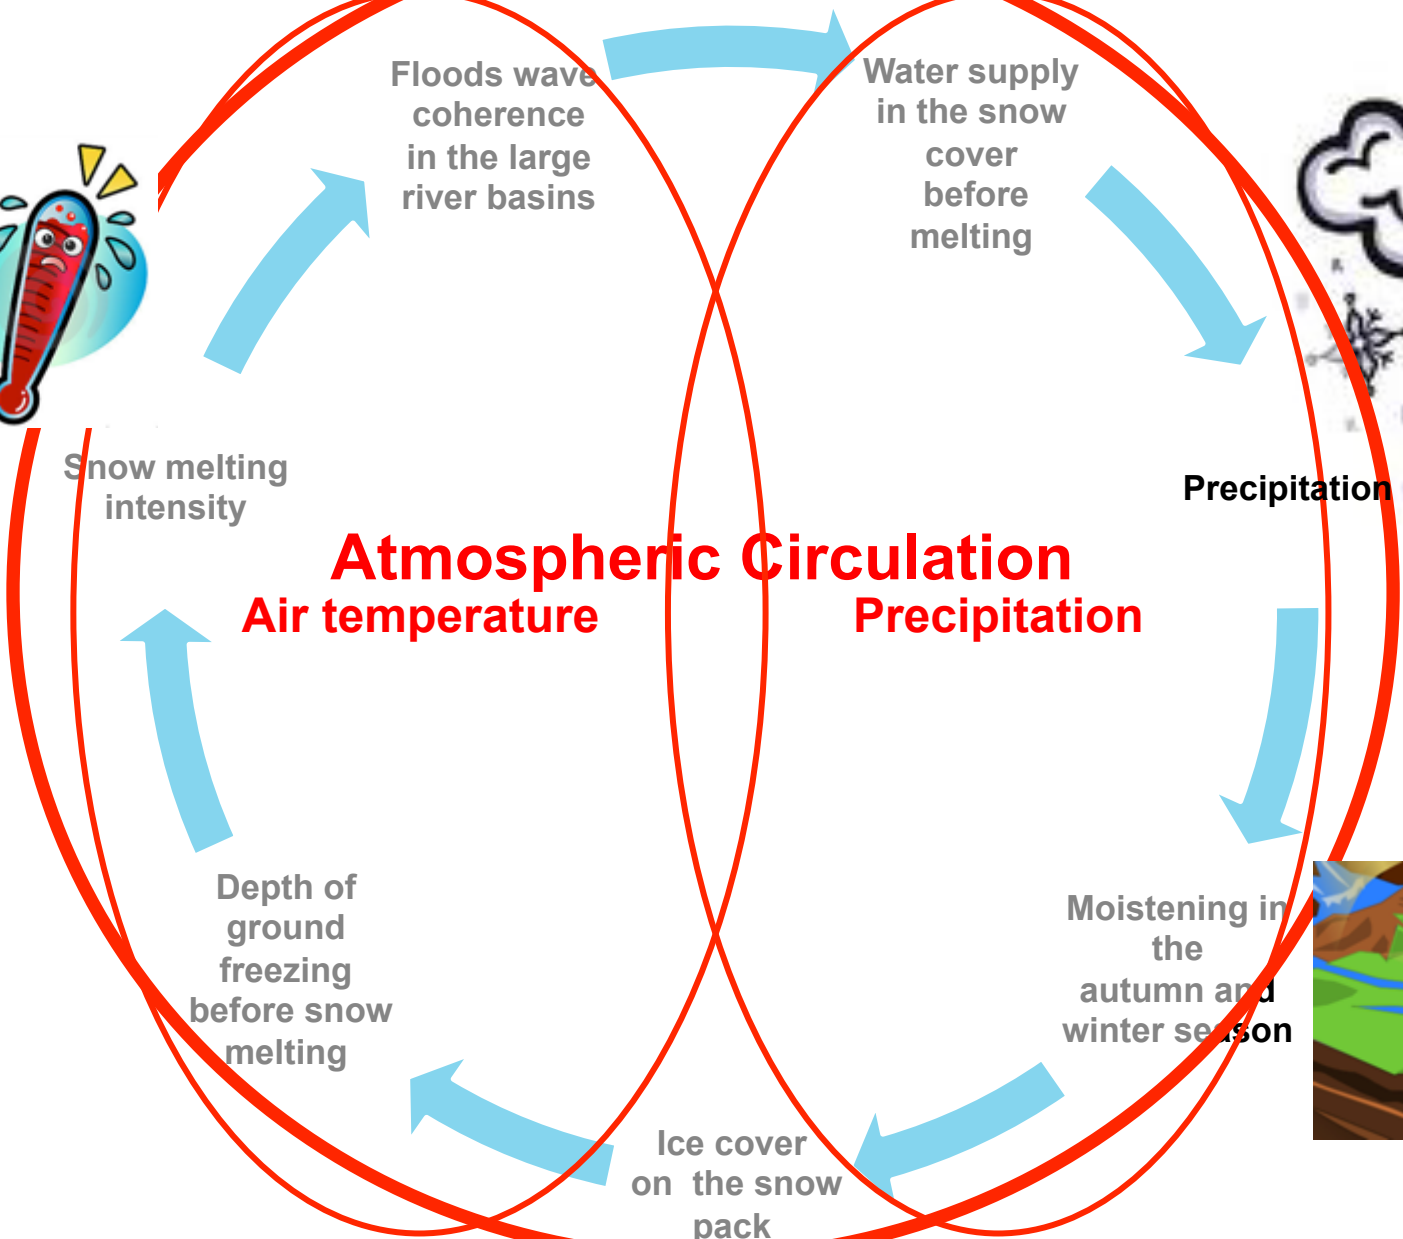 Floods wave
coherence
in the large
river basins
Water supply
in the snow
cover
before
melting
Precipitation
Moistening in
the
autumn and
winter season
Ice cover
on the snow
pack
Depth of
ground
freezing
before snow
melting
Snow melting
intensity
Atmospheric Circulation
Air temperature
Precipitation